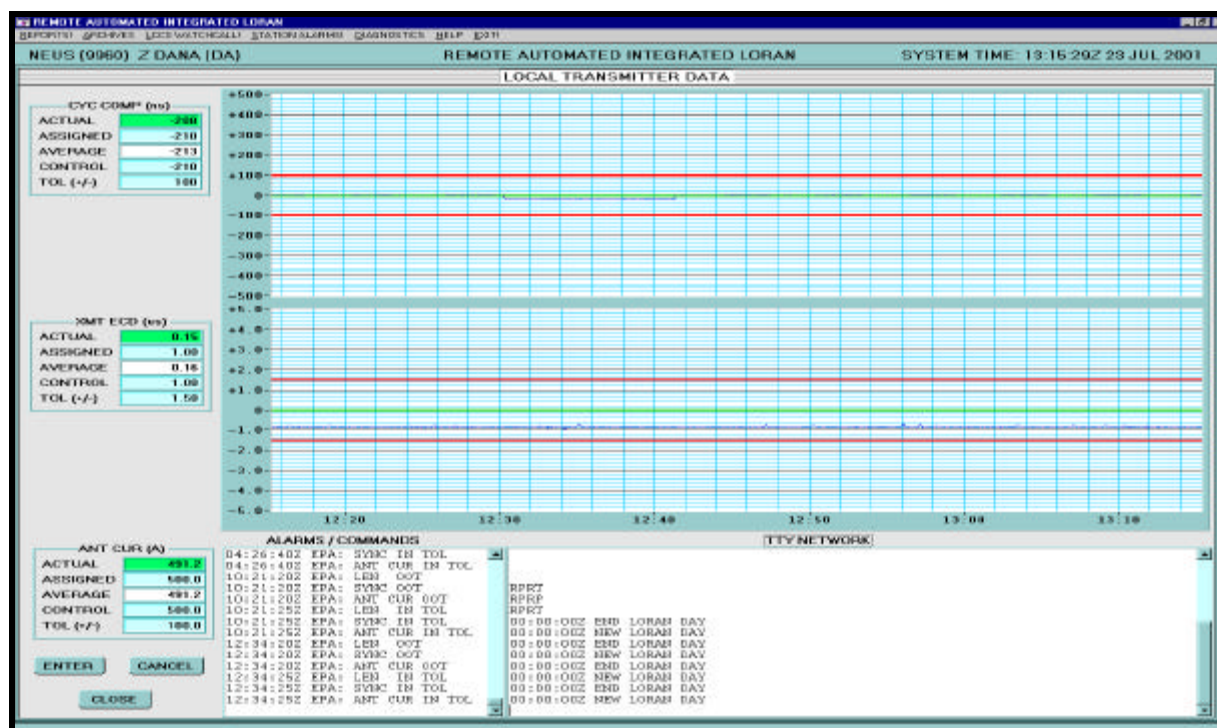 REMOTE AUTOMATED INTEGRATED LORAN
REPORTS! ARCHIVES STATION ALARMS! DIAGNOSTICS HELP EXIT!
NEUS (9960) Z DANA (DA) REMOTE AUTOMATED INTEGRATED LORAN SYSTEM TIME: 13:15:29Z 23 JUL 2001
LOCAL TRANSMITTER DATA
CYC COMP (ns)
ACTUAL
ASSIGNED -210
AVERAGE -213
CONTROL -210
TOL (+/-) 100
+500
+400
+300
+200
+100
0
-100
-200
-300
-400
-500
XMT ECD (us)
ACTUAL 0.15
ASSIGNED 1.00
AVERAGE 0.16
CONTROL 1.00
TOL (+/-) 1.50
+5.0
+4.0
+3.0
+2.0
+1.0
0
-1.0
-2.0
-3.0
-4.0
-5.0
12:20 12:30 12:40 12:50 13:00 13:10
ANT CUR (A)
ACTUAL 491.2
ASSIGNED 500.0
AVERAGE 491.2
CONTROL 500.0
TOL (+/-) 100.0
ENTER CANCEL
CLOSE
ALARMS / COMMANDS
04:26:40Z EPA: SYNC IN TOL
04:26:40Z EPA: ANT CUR IN TOL
10:21:20Z EPA: LEN OOT
10:21:20Z EPA: SYNC OOT
10:21:20Z EPA: ANT CUR OOT
10:21:25Z EPA: LEN IN TOL
10:21:25Z EPA: SYNC IN TOL
10:21:25Z EPA: ANT CUR IN TOL
12:34:20Z EPA: LEN OOT
12:34:20Z EPA: SYNC OOT
12:34:20Z EPA: ANT CUR OOT
12:34:25Z EPA: LEN IN TOL
12:34:25Z EPA: SYNC IN TOL
12:34:25Z EPA: ANT CUR IN TOL
TTY NETWORK
RPRT
RPRP
RPRT
00:00:00Z END LORAN DAY
00:00:00Z NEW LORAN DAY
00:00:00Z END LORAN DAY
00:00:00Z NEW LORAN DAY
00:00:00Z END LORAN DAY
00:00:00Z NEW LORAN DAY
00:00:00Z END LORAN DAY
00:00:00Z NEW LORAN DAY